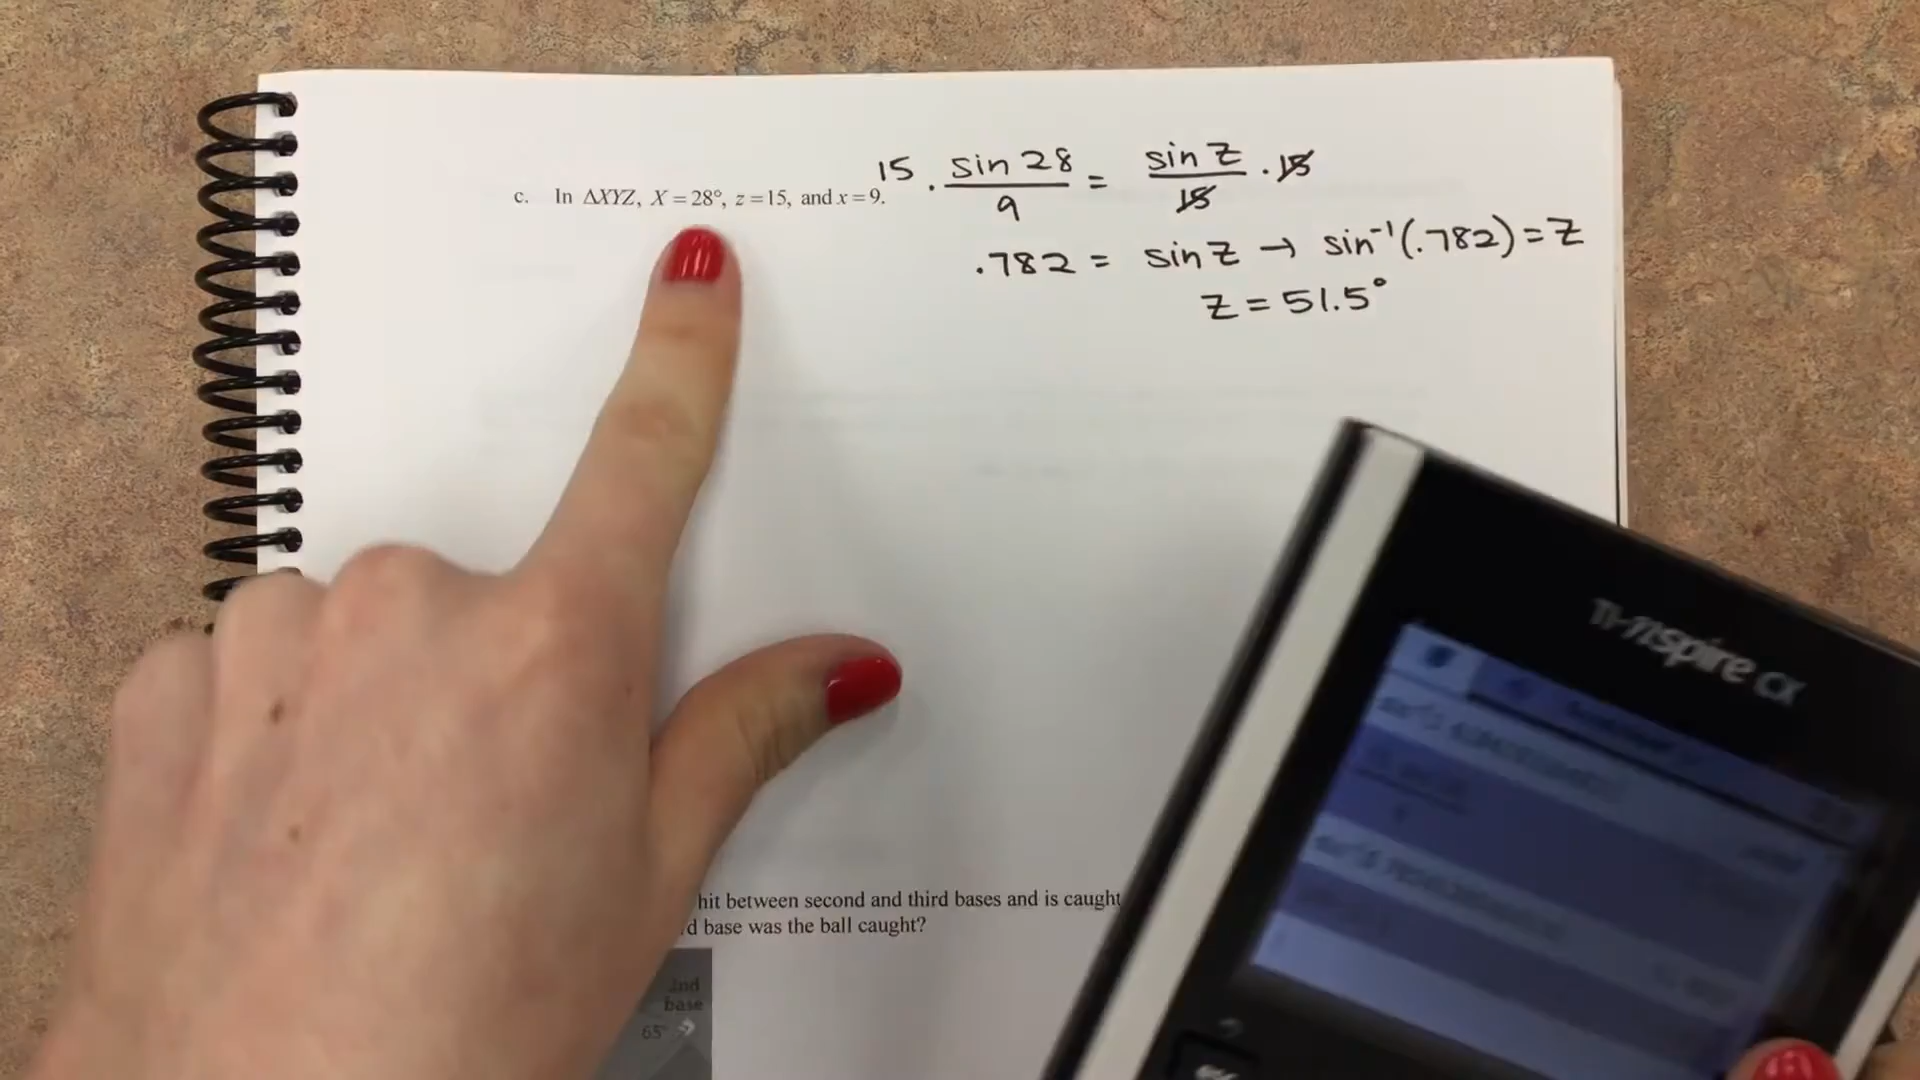 c. In ΔXYZ, X = 28°, z = 15, and x = 9.
15 · sin 28 / 9 = sin Z / 15 · 15
.782 = sin Z → sin⁻¹(.782) = Z
Z = 51.5°
TI-nspire CX
hit between second and third bases and is caught
base was the ball caught?
2nd
base
65°